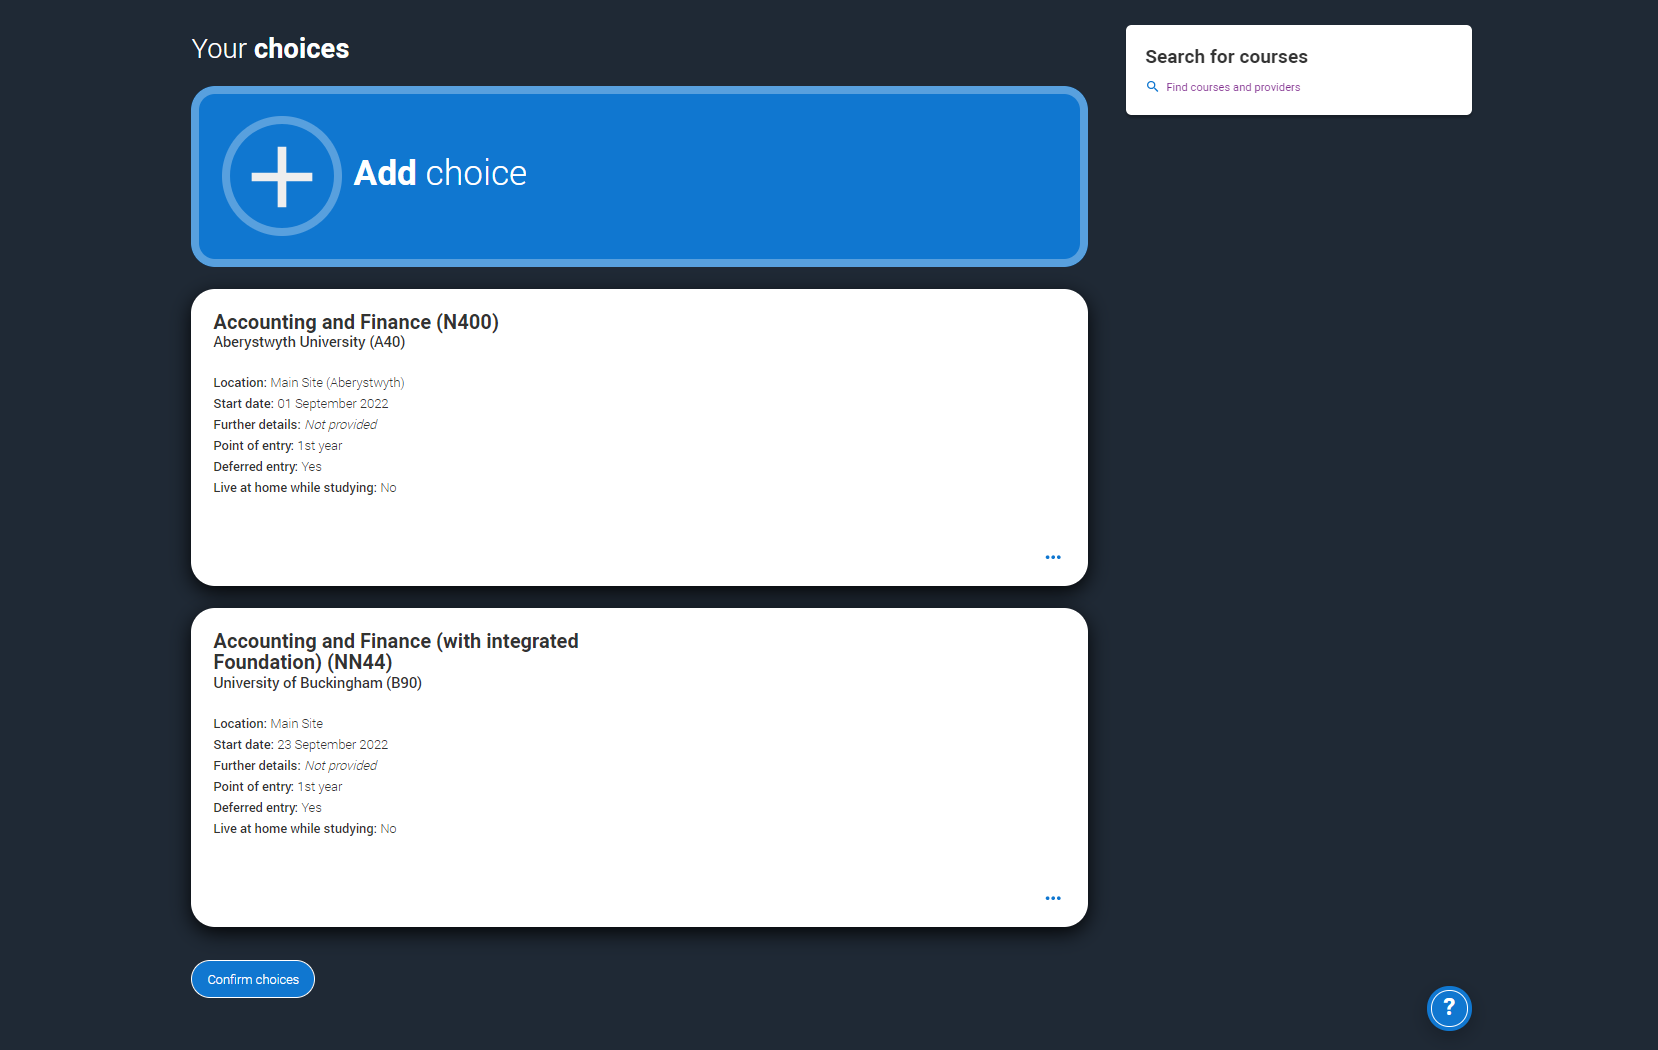 Your choices
Add choice
Accounting and Finance (N400)
Aberystwyth University (A40)
Location: Main Site (Aberystwyth)
Start date: 01 September 2022
Further details: Not provided
Point of entry: 1st year
Deferred entry: Yes
Live at home while studying: No
Accounting and Finance (with integrated
Foundation) (NN44)
University of Buckingham (B90)
Location: Main Site
Start date: 23 September 2022
Further details: Not provided
Point of entry: 1st year
Deferred entry: Yes
Live at home while studying: No
Confirm choices
Search for courses
Find courses and providers
?